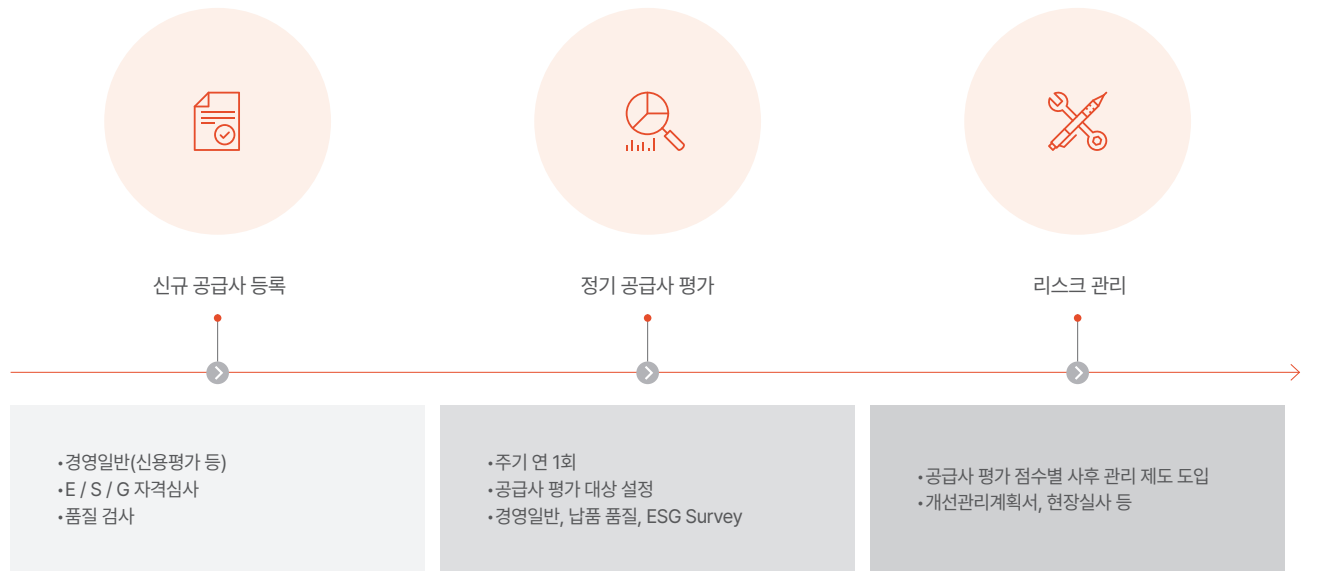 신규 공급사 등록
정기 공급사 평가
리스크 관리
•경영일반(신용평가 등)
•E / S / G 자격심사
•품질 검사
•주기 연 1회
•공급사 평가 대상 설정
•경영일반, 납품 품질, ESG Survey
•공급사 평가 점수별 사후 관리 제도 도입
•개선관리계획서, 현장실사 등